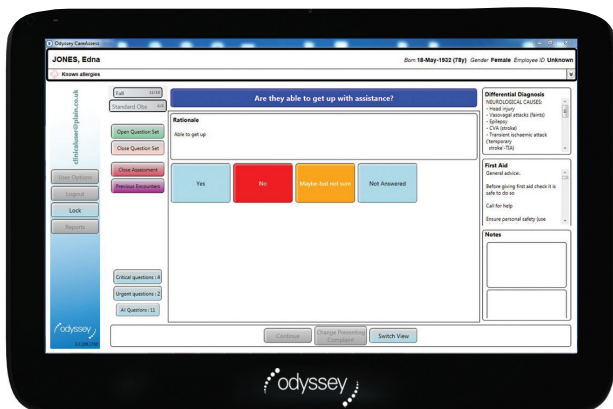 Odyssey CareAssess
JONES, Edna
Born 18-May-1932 (78y) Gender Female Employee ID Unknown
Known allergies
clinicaluser@plain.co.uk
User Options
Logout
Lock
Reports
odyssey
Fall
Standard Obs
Open Question Set
Close Question Set
Close Assessment
Previous Encounters
Critical questions : 4
Urgent questions : 2
All Questions : 11
Are they able to get up with assistance?
Rationale
Able to get up
Yes
No
Maybe-but not sure
Not Answered
Continue
Change Presenting
Complaint
Switch View
Differential Diagnosis
NEUROLOGICAL CAUSES:
- Head injury
- Vasovagal attacks (faints)
- Epilepsy
- CVA (stroke)
- Transient ischaemic attack
('temporary
stroke'-TIA)
First Aid
General advice:
Before giving first aid check it is
safe to do so
Call for help
Ensure personal safety (use
Notes
odyssey